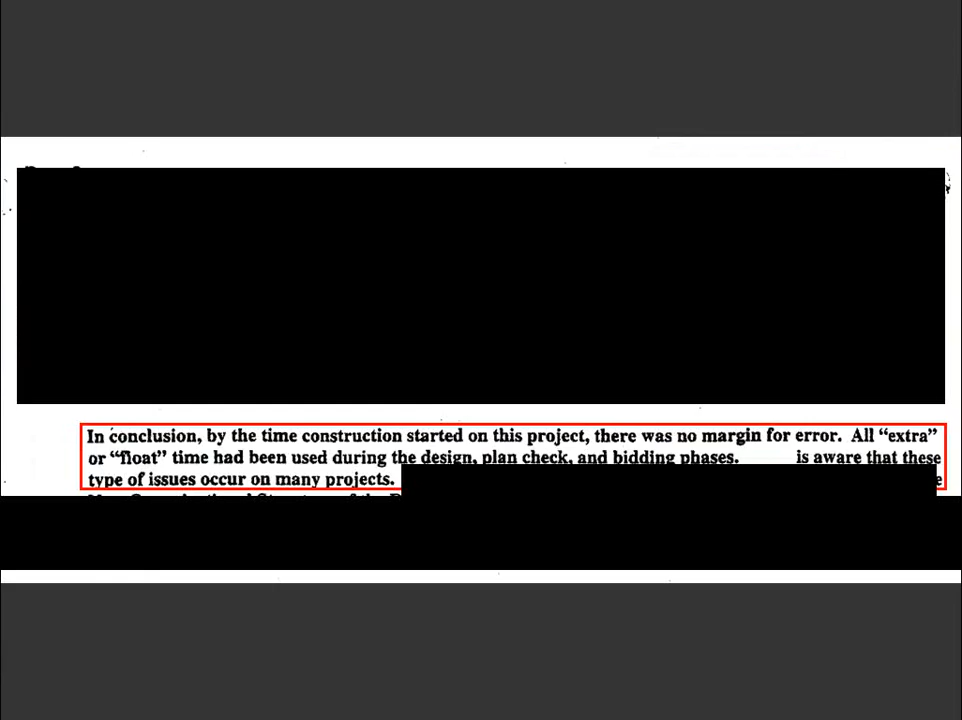 In conclusion, by the time construction started on this project, there was no margin for error. All “extra”
or “float” time had been used during the design, plan check, and bidding phases. is aware that these
type of issues occur on many projects.